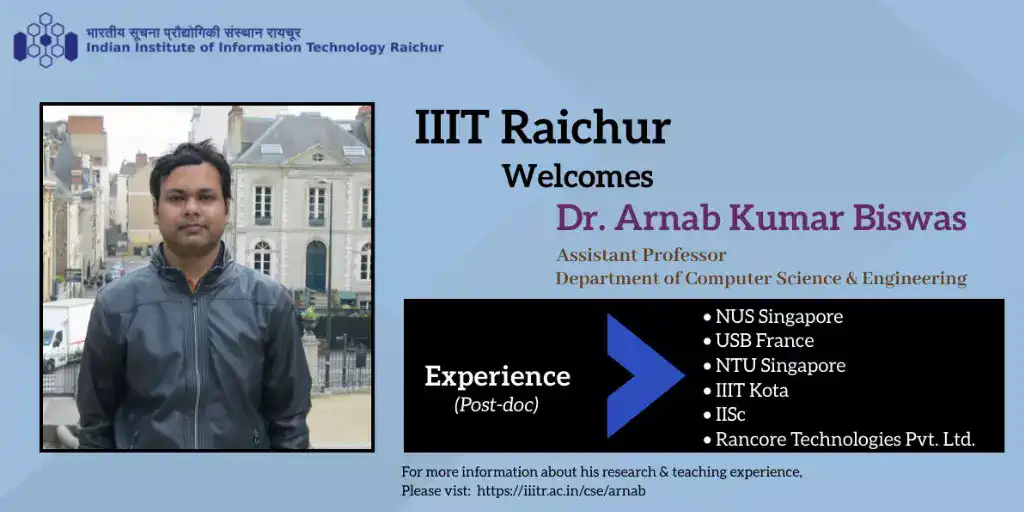 भारतीय सूचना प्रौद्योगिकी संस्थान रायचूर
Indian Institute of Information Technology Raichur
IIIT Raichur
Welcomes
Dr. Arnab Kumar Biswas
Assistant Professor
Department of Computer Science & Engineering
Experience
(Post-doc)
• NUS Singapore
• USB France
• NTU Singapore
• IIIT Kota
• IISc
• Rancore Technologies Pvt. Ltd.
For more information about his research & teaching experience,
Please vist: https://iiitr.ac.in/cse/arnab